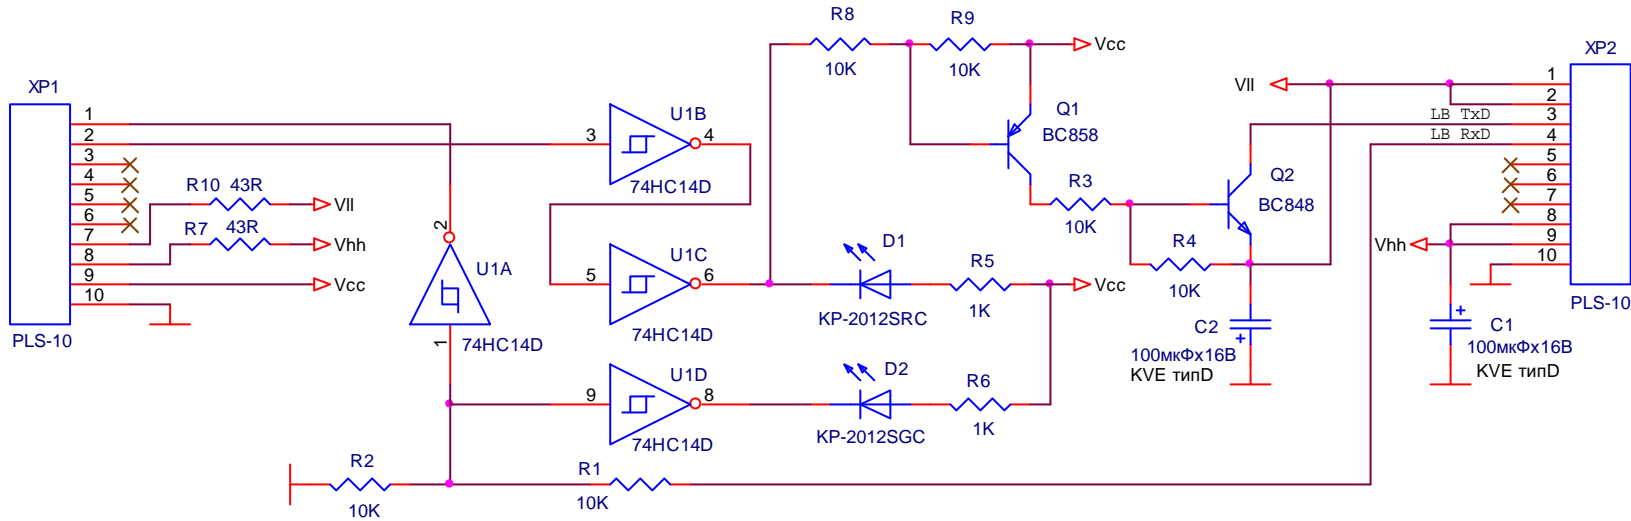 XP1
1
2
3
4
5
6
7
8
9
10
PLS-10
R10 43R
VII
R7 43R
Vhh
Vcc
2
U1A
1
74HC14D
3
U1B
4
74HC14D
5
U1C
6
74HC14D
9
U1D
8
74HC14D
R2
10K
R1
10K
R8
10K
R9
10K
Vcc
Q1
BC858
R3
10K
Q2
BC848
R4
10K
D1
KP-2012SRC
R5
1K
Vcc
D2
KP-2012SGC
R6
1K
C2
100мкФх16В
KVE типD
C1
100мкФх16В
KVE типD
VII
Vhh
LB TxD
LB RxD
XP2
1
2
3
4
5
6
7
8
9
10
PLS-10